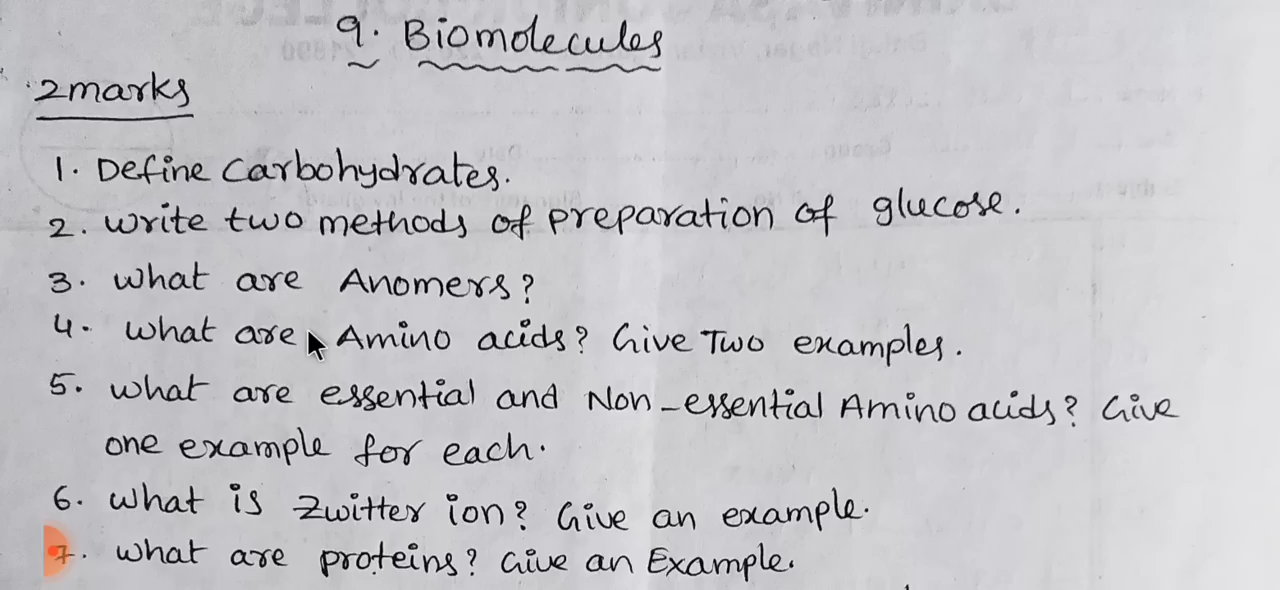 9. Biomolecules
2marks
1. Define Carbohydrates.
2. Write two methods of preparation of glucose.
3. What are Anomers?
4. What are Amino acids? Give Two examples.
5. What are essential and Non-essential Amino acids? Give
one example for each.
6. What is Zwitter ion? Give an example.
7. What are proteins? Give an Example.